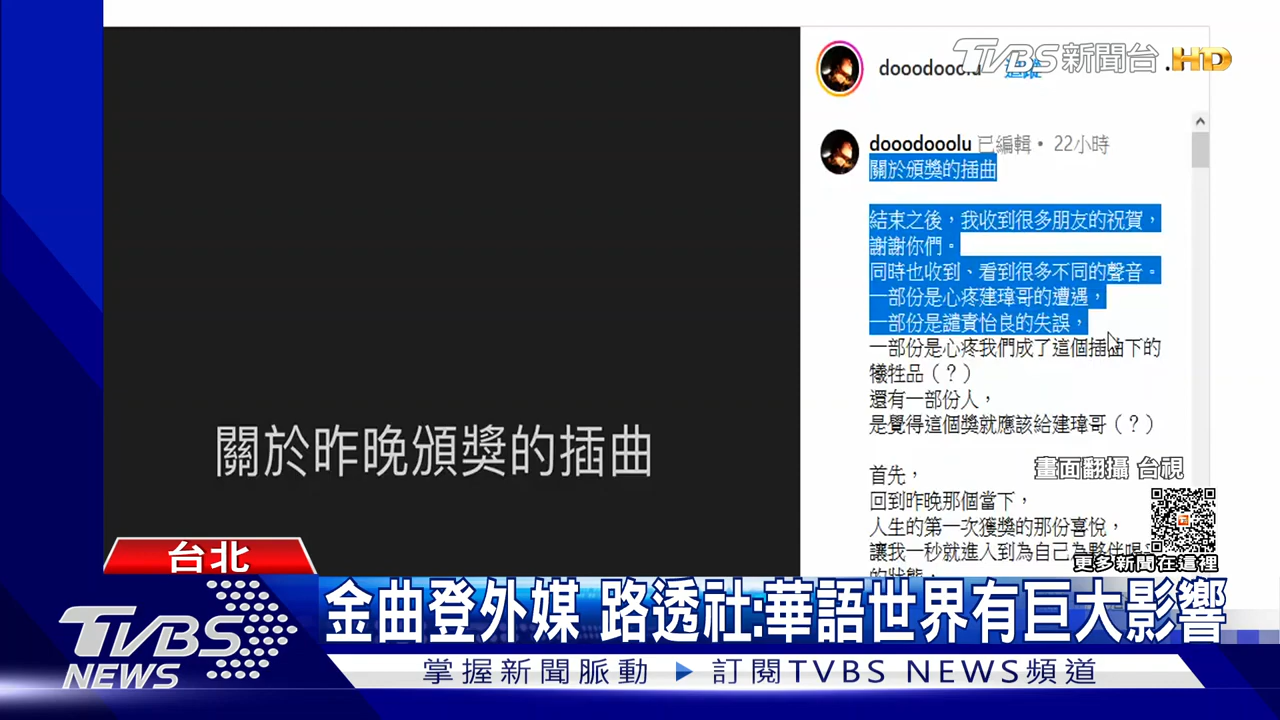 TVBS新聞台 HD
dooodooolu
追蹤
dooodooolu 已編輯・ 22小時
關於頒獎的插曲
結束之後，我收到很多朋友的祝賀，
謝謝你們。
同時也收到、看到很多不同的聲音。
一部份是心疼建瑋哥的遭遇，
一部份是譴責怡良的失誤，
一部份是心疼我們成了這個插曲下的
犧牲品（？）
還有一部份人，
是覺得這個獎就應該給建瑋哥（？）
首先，
回到昨晚那個當下，
人生的第一次獲獎的那份喜悅，
讓我一秒就進入到為自己為夥伴喝采
的狀態，
關於昨晚頒獎的插曲
畫面翻攝 台視
更多新聞在這裡
台北
金曲登外媒 路透社:華語世界有巨大影響
TVBS
NEWS
掌握新聞脈動 ▶ 訂閱TVBS NEWS頻道